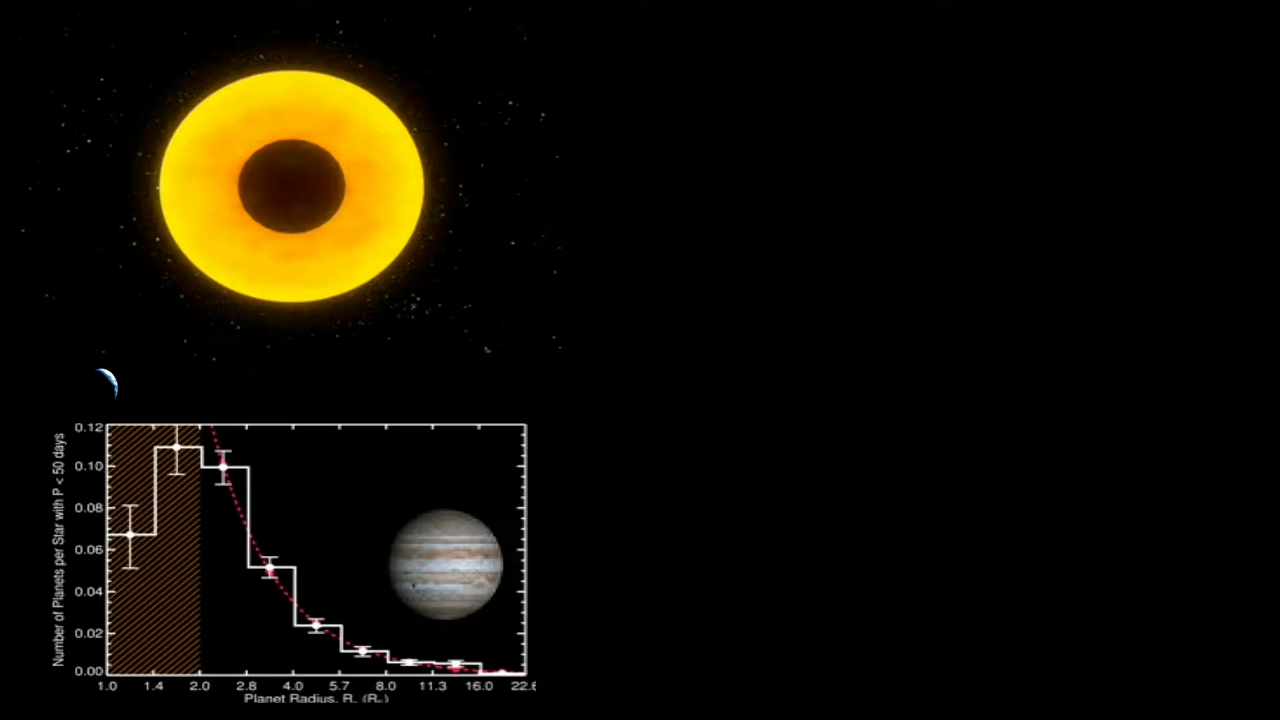 0.12
0.10
0.08
0.06
0.04
0.02
0.00
Number of Planets per Star with P < 50 days
1.0 1.4 2.0 2.8 4.0 5.7 8.0 11.3 16.0 22.6
Planet Radius, R